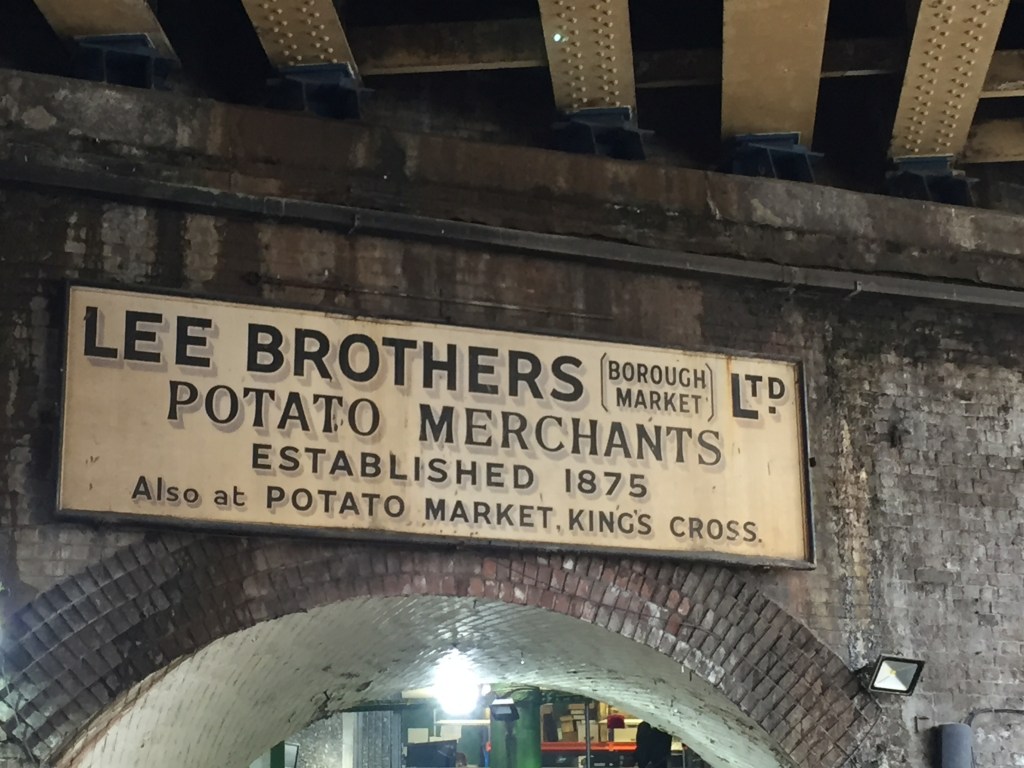 LEE BROTHERS (BOROUGH MARKET) LTD.
POTATO MERCHANTS
ESTABLISHED 1875
Also at POTATO MARKET, KING'S CROSS.